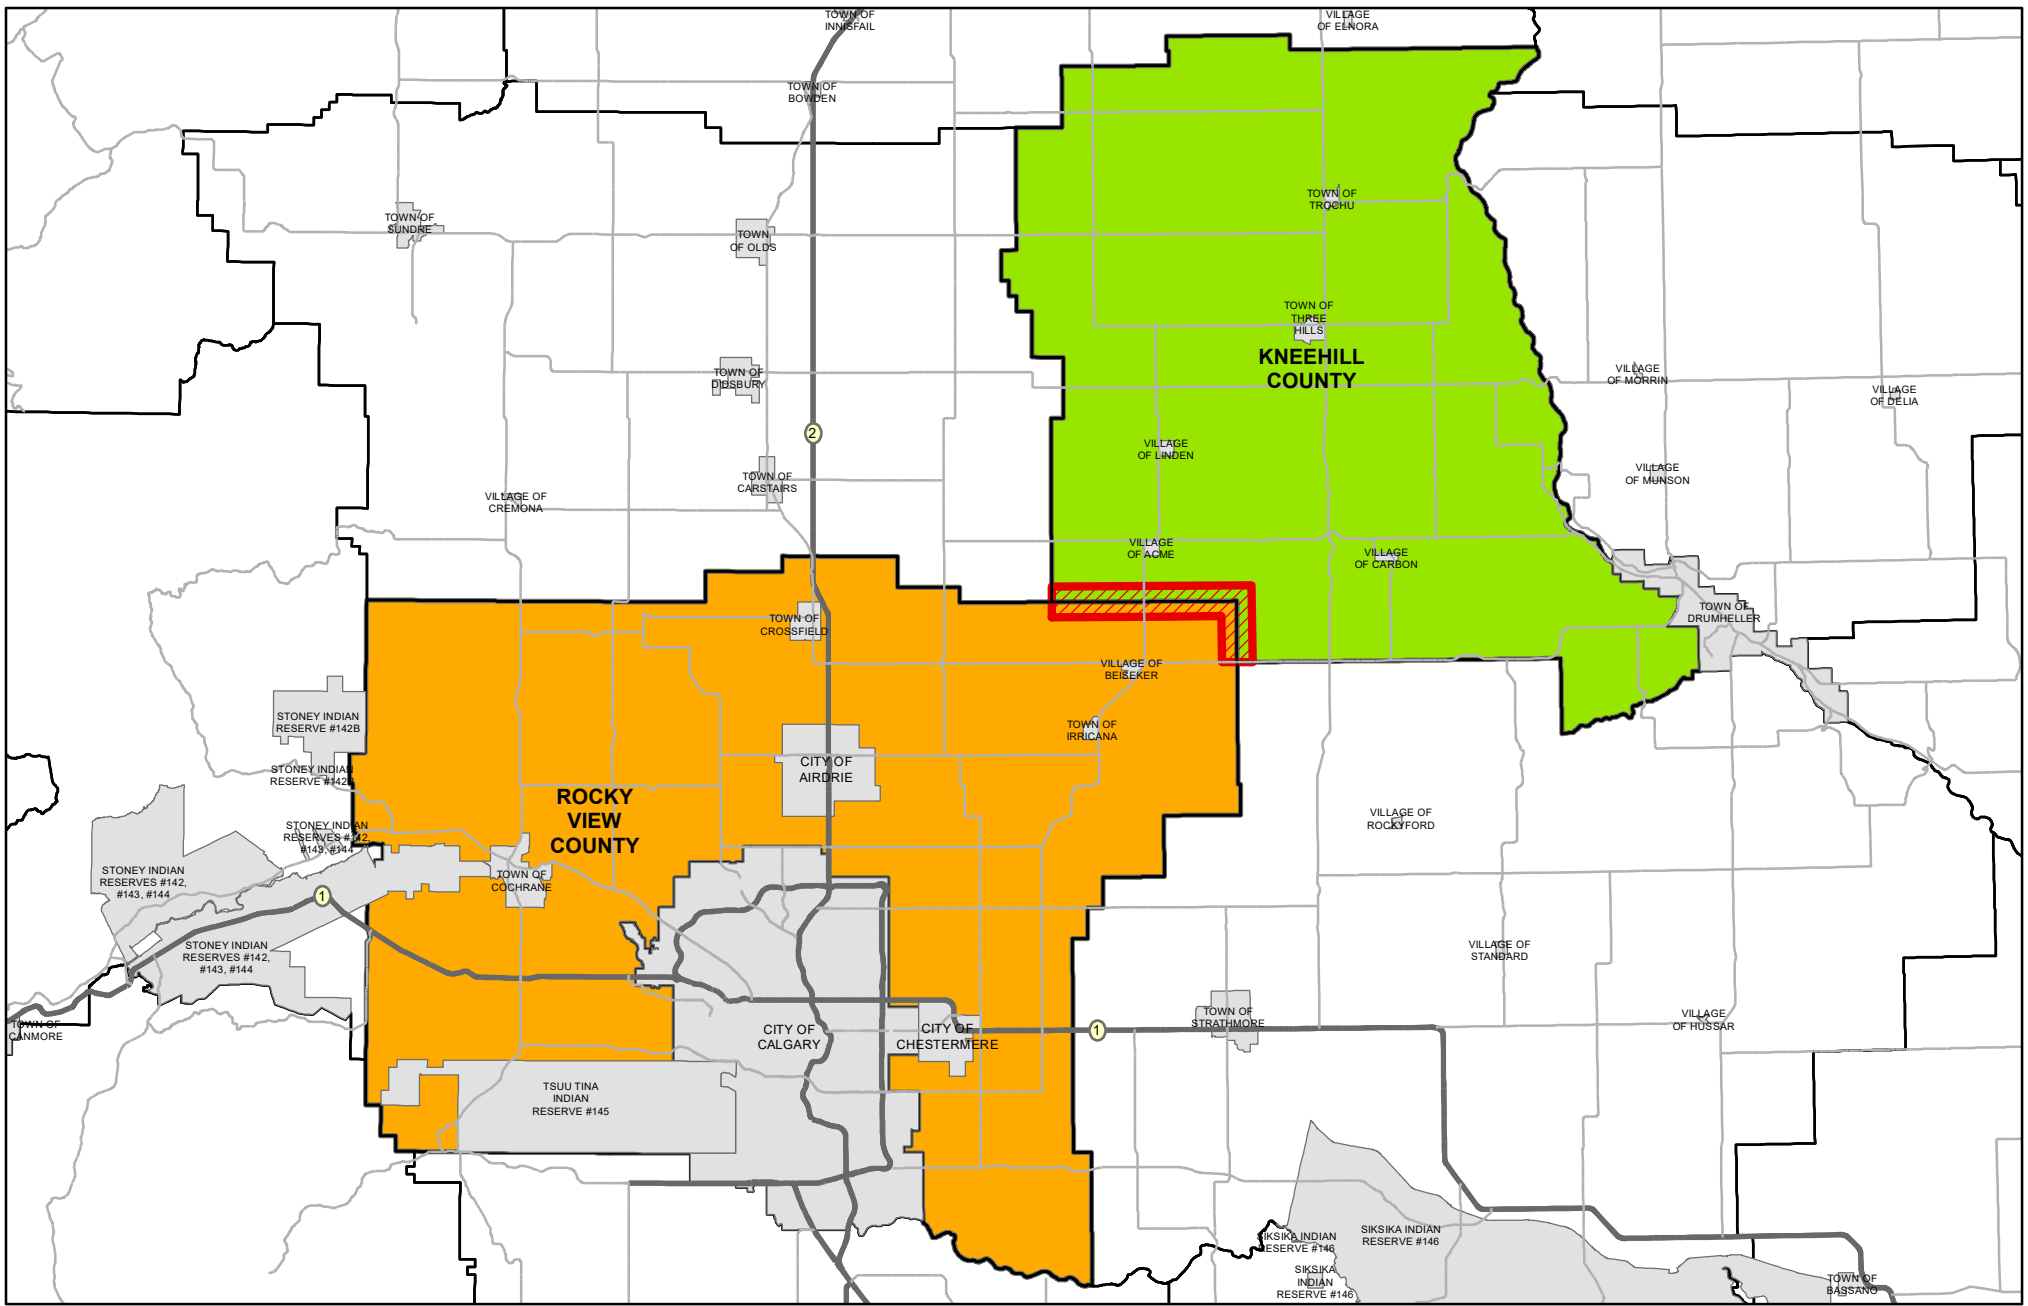 TOWN OF
INNISFAIL
VILLAGE
OF ELNORA
TOWN OF
BOWDEN
TOWN OF
TROCHU
TOWN OF
SUNDRE
TOWN
OF OLDS
TOWN OF
THREE
HILLS
KNEEHILL
COUNTY
TOWN OF
DIDSBURY
VILLAGE
OF MORRIN
VILLAGE
OF DELIA
2
VILLAGE
OF LINDEN
TOWN OF
CARSTAIRS
VILLAGE
OF MUNSON
VILLAGE OF
CREMONA
VILLAGE
OF ACME
VILLAGE
OF CARBON
TOWN OF
CROSSFIELD
TOWN OF
DRUMHELLER
VILLAGE OF
BEISEKER
STONEY INDIAN
RESERVE #142B
TOWN OF
IRRICANA
STONEY INDIAN
RESERVE #142B
CITY OF
AIRDRIE
ROCKY
VIEW
COUNTY
VILLAGE OF
ROCKYFORD
STONEY INDIAN
RESERVES #142,
#143, #144
STONEY INDIAN
RESERVES #142,
#143, #144
TOWN OF
COCHRANE
1
STONEY INDIAN
RESERVES #142,
#143, #144
VILLAGE OF
STANDARD
TOWN OF
CANMORE
CITY OF
CALGARY
CITY OF
CHESTERMERE
1
TOWN OF
STRATHMORE
VILLAGE
OF HUSSAR
TSUU TINA
INDIAN
RESERVE #145
SIKSIKA INDIAN
RESERVE #146
SIKSIKA INDIAN
RESERVE #146
SIKSIKA
INDIAN
RESERVE #146
TOWN OF
BASSANO